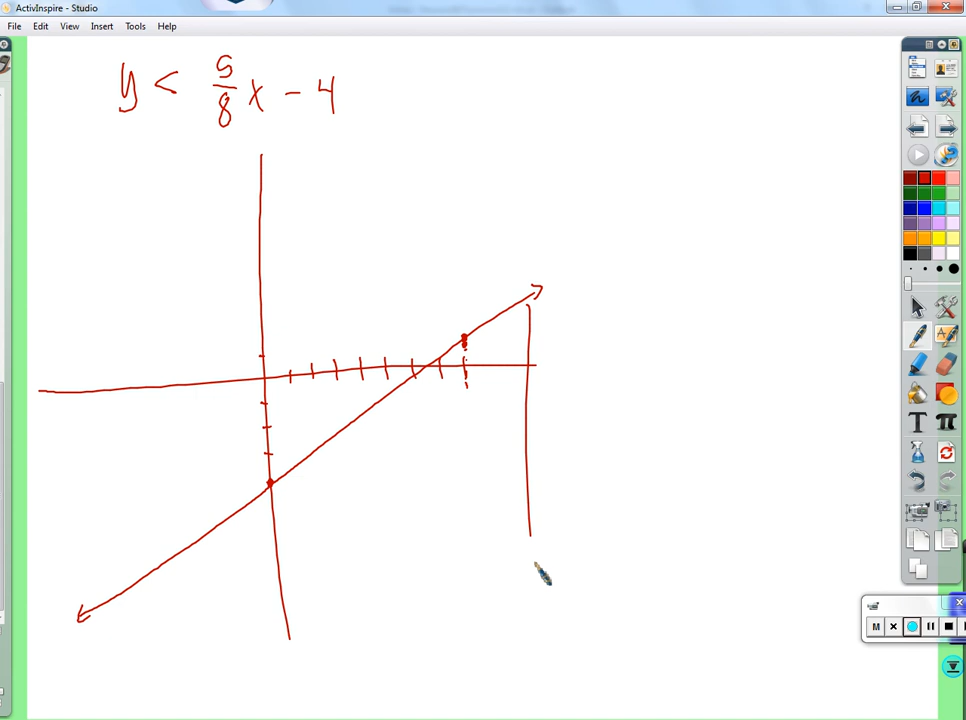 ActivInspire - Studio
File Edit View Insert Tools Help
y < 5/8 x - 4
A
T π
M